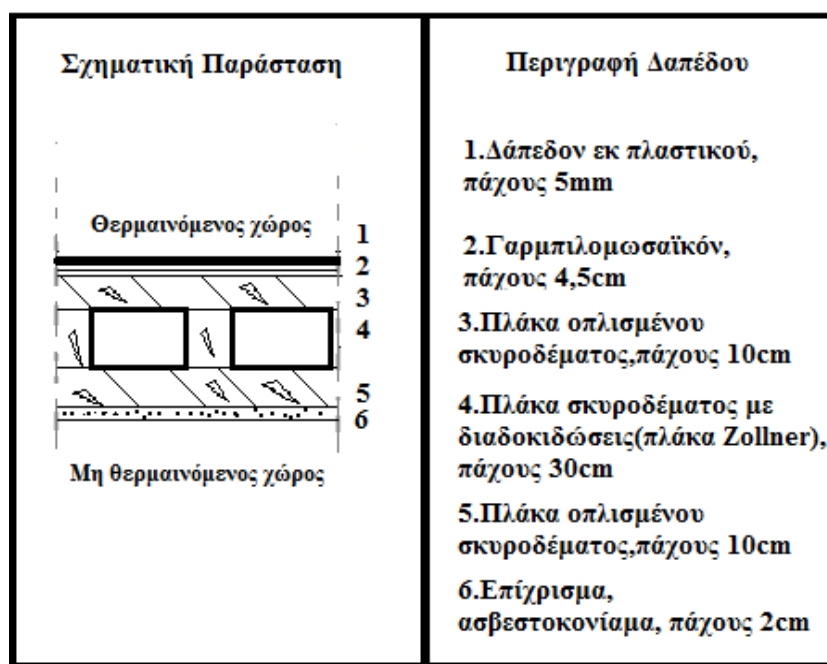 Σχηματική Παράσταση
Θερμαινόμενος χώρος
1
2
3
4
5
6
Μη θερμαινόμενος χώρος
Περιγραφή Δαπέδου
1.Δάπεδον εκ πλαστικού,
πάχους 5mm
2.Γαρμπιλομωσαϊκόν,
πάχους 4,5cm
3.Πλάκα οπλισμένου
σκυροδέματος,πάχους 10cm
4.Πλάκα σκυροδέματος με
διαδοκιδώσεις(πλάκα Zollner),
πάχους 30cm
5.Πλάκα οπλισμένου
σκυροδέματος,πάχους 10cm
6.Επίχρισμα,
ασβεστοκονίαμα, πάχους 2cm